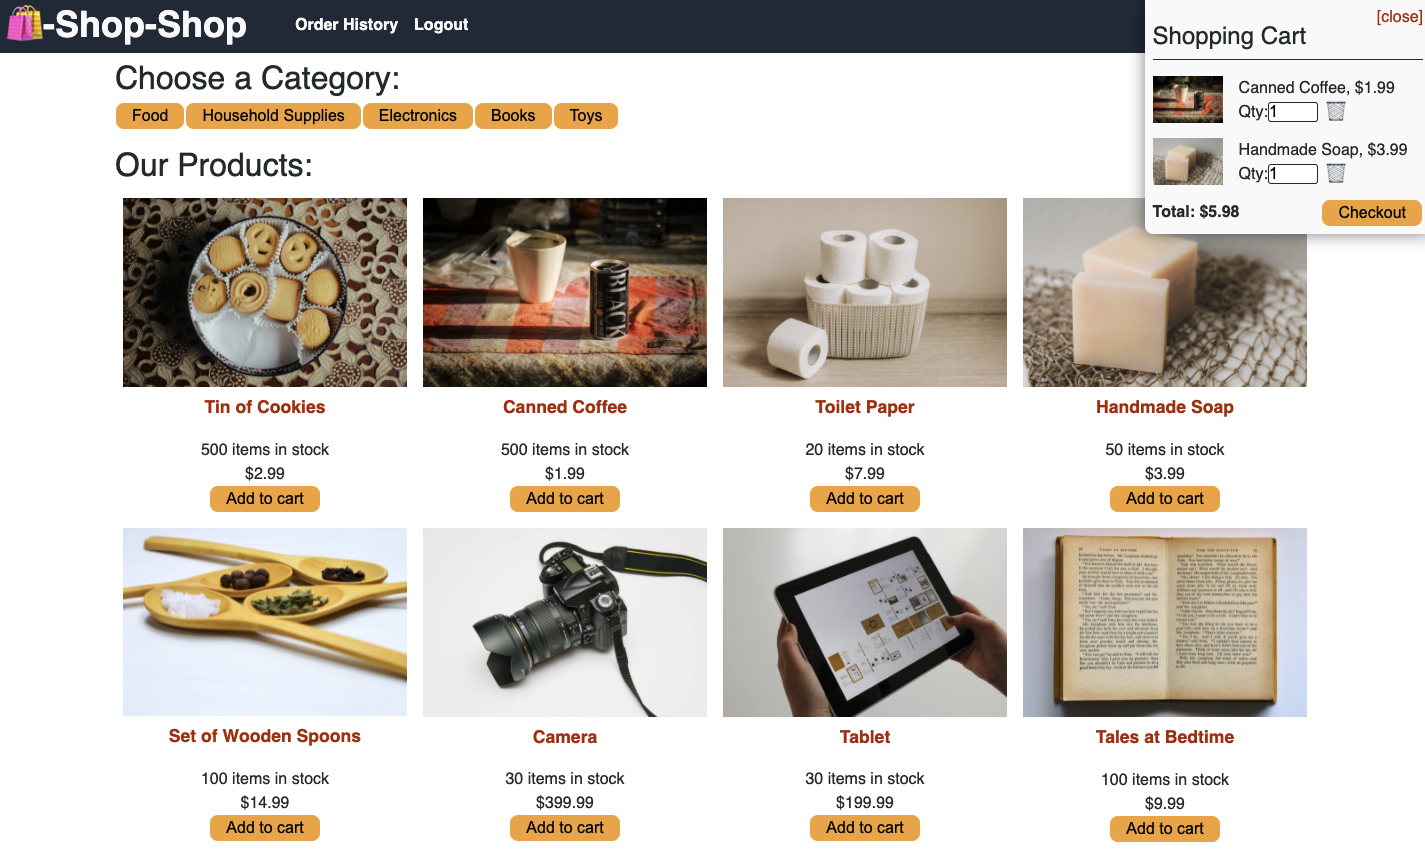 -Shop-Shop
Order History
Logout
[close]
Shopping Cart
Canned Coffee, $1.99
Qty:1
Handmade Soap, $3.99
Qty:1
Total: $5.98
Checkout
Choose a Category:
Food
Household Supplies
Electronics
Books
Toys
Our Products:
BLACK
Tin of Cookies
500 items in stock
$2.99
Add to cart
Canned Coffee
500 items in stock
$1.99
Add to cart
Toilet Paper
20 items in stock
$7.99
Add to cart
Handmade Soap
50 items in stock
$3.99
Add to cart
Set of Wooden Spoons
100 items in stock
$14.99
Add to cart
Camera
30 items in stock
$399.99
Add to cart
Tablet
30 items in stock
$199.99
Add to cart
Tales at Bedtime
100 items in stock
$9.99
Add to cart